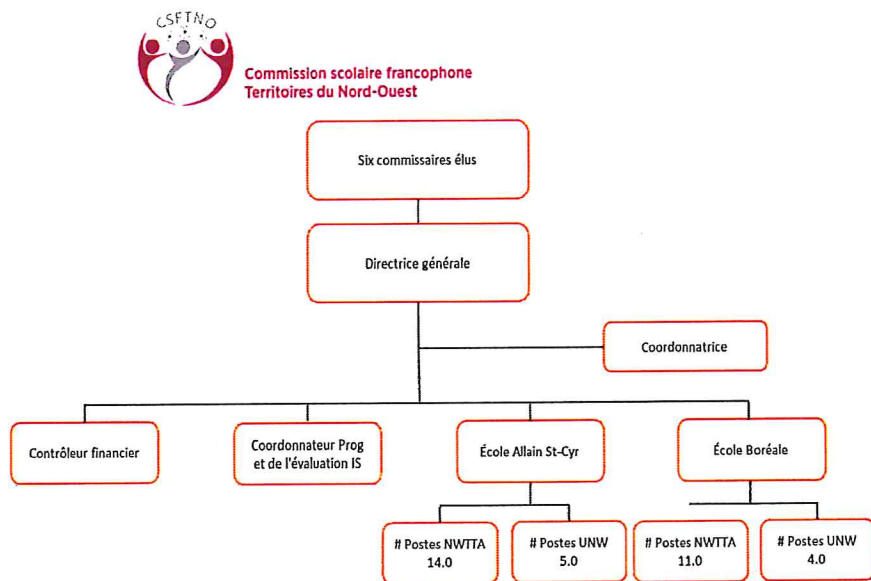 CSFTNO
Commission scolaire francophone
Territoires du Nord-Ouest
Six commissaires élus
Directrice générale
Coordonnatrice
Contrôleur financier
Coordonnateur Prog
et de l'évaluation IS
École Allain St-Cyr
École Boréale
# Postes NWTTA
14.0
# Postes UNW
5.0
# Postes NWTTA
11.0
# Postes UNW
4.0